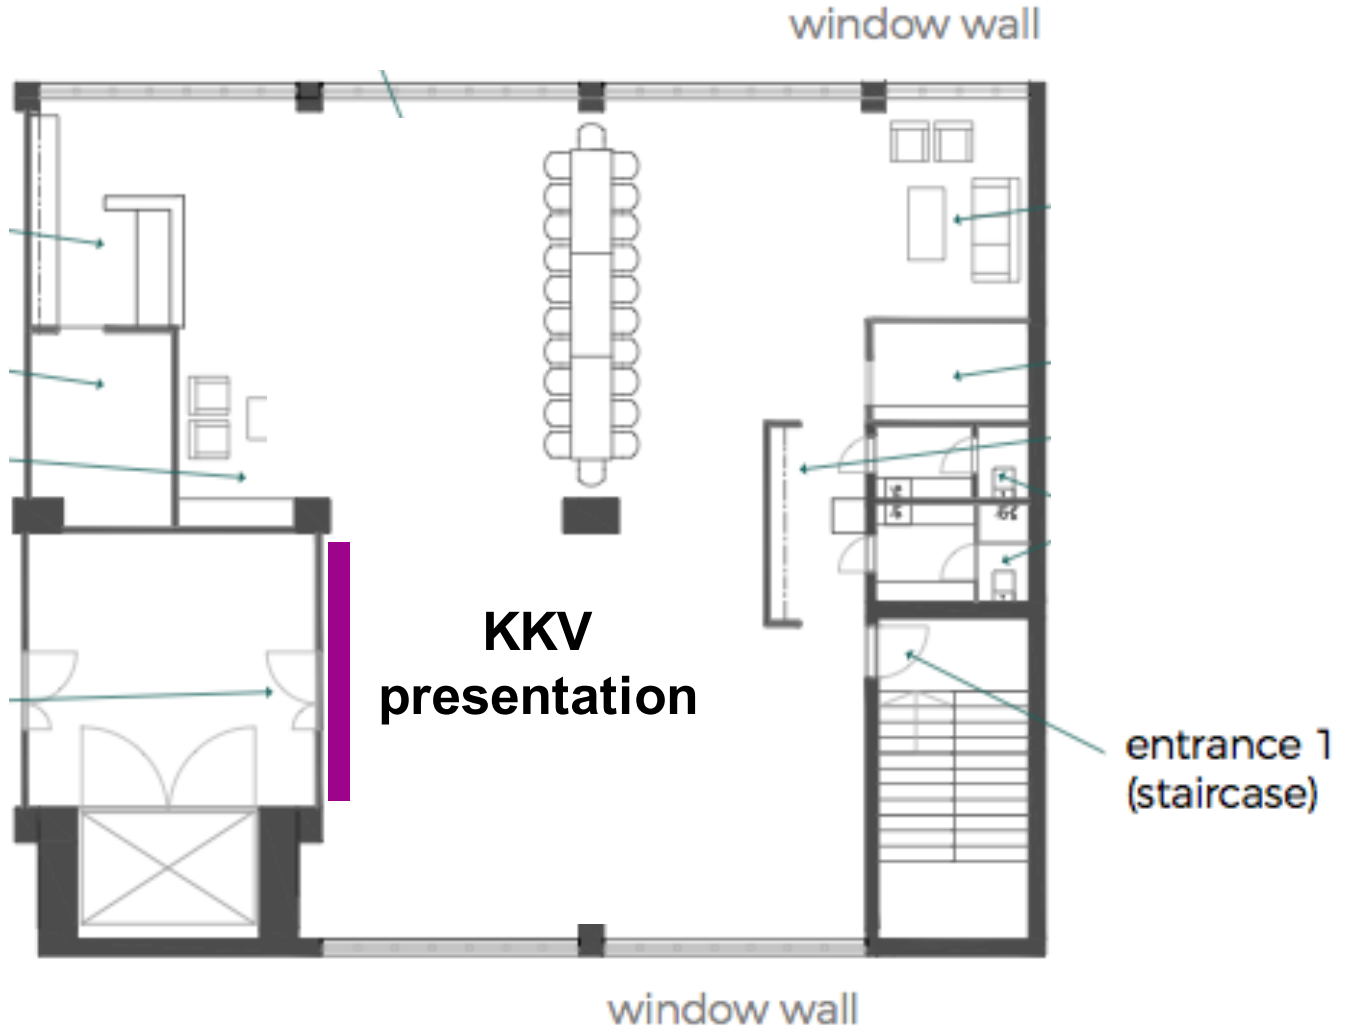 window wall
KKV
presentation
entrance 1
(staircase)
window wall